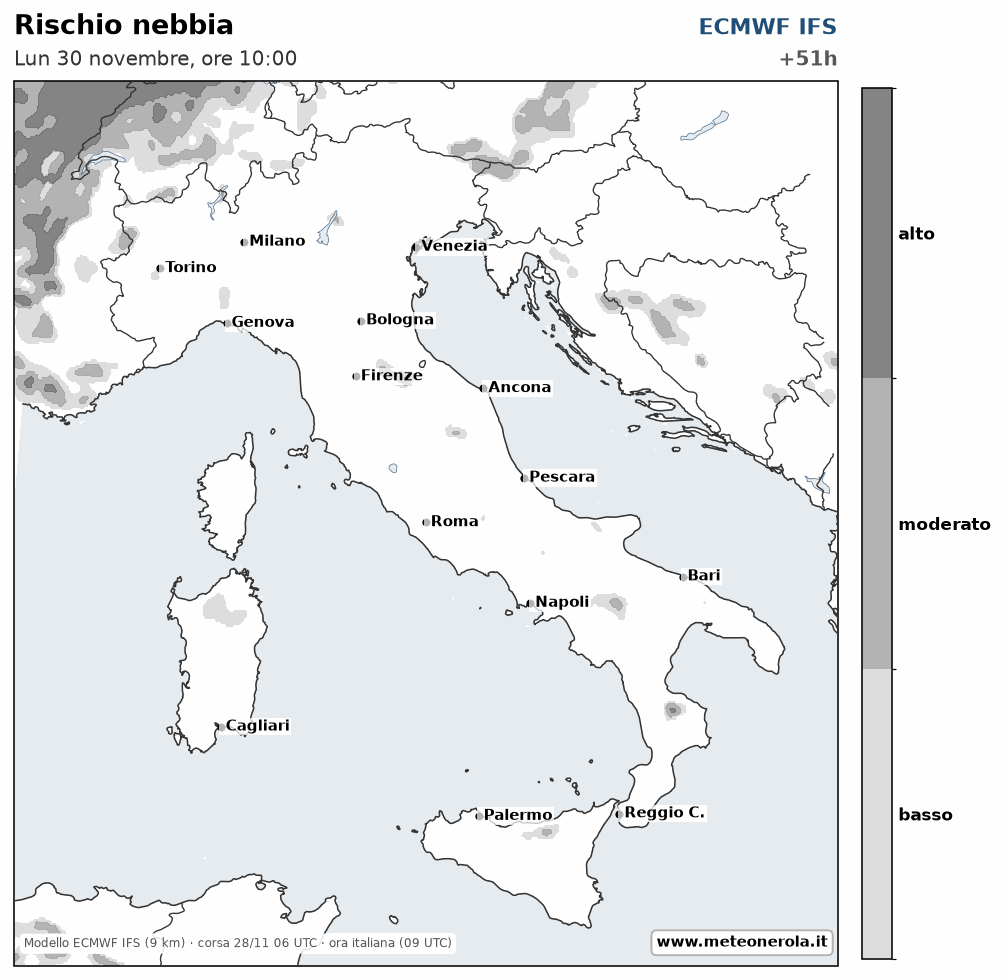 Rischio nebbia
ECMWF IFS
Lun 30 novembre, ore 10:00
+51h
alto
Milano
Venezia
Torino
Bologna
Genova
Firenze
Ancona
Pescara
Roma
moderato
Bari
Napoli
Cagliari
Palermo
Reggio C.
basso
Modello ECMWF IFS (9 km) · corsa 28/11 06 UTC · ora italiana (09 UTC)
www.meteonerola.it